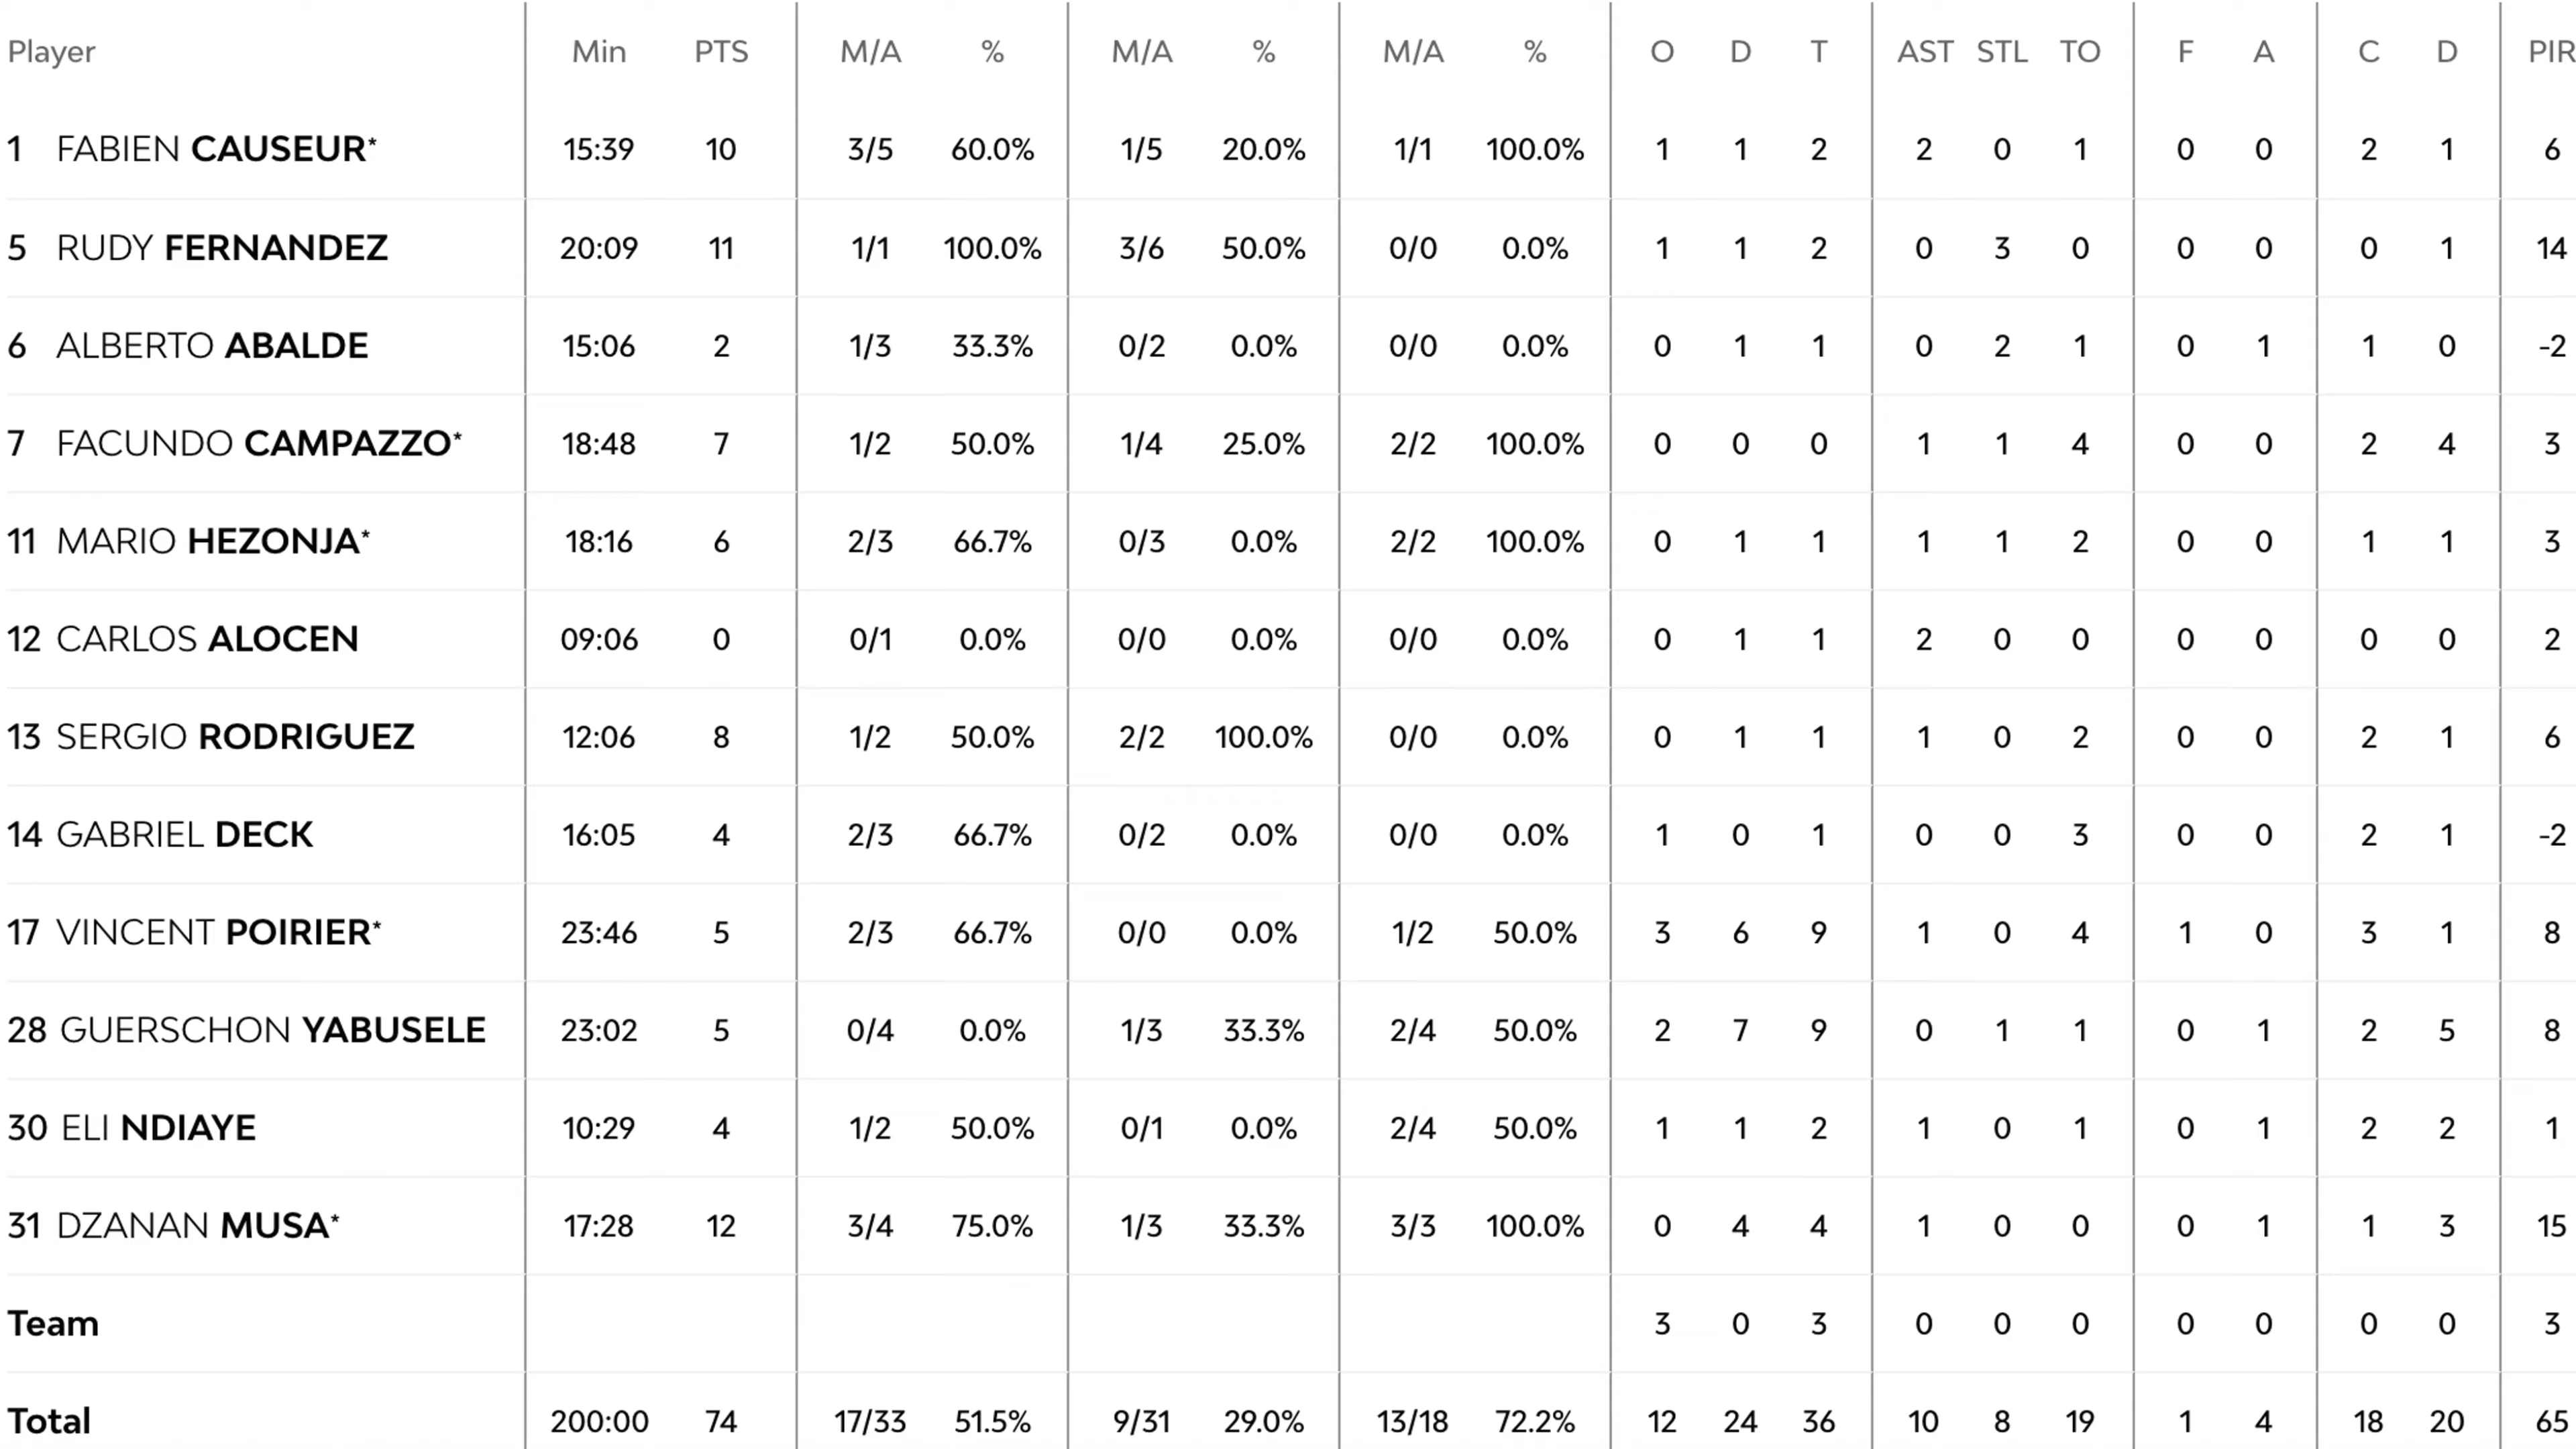 Player Min PTS M/A % M/A % M/A % O D T AST STL TO F A C D PIR
1 FABIEN CAUSEUR* 15:39 10 3/5 60.0% 1/5 20.0% 1/1 100.0% 1 1 2 2 0 1 0 0 2 1 6
5 RUDY FERNANDEZ 20:09 11 1/1 100.0% 3/6 50.0% 0/0 0.0% 1 1 2 0 3 0 0 0 0 1 14
6 ALBERTO ABALDE 15:06 2 1/3 33.3% 0/2 0.0% 0/0 0.0% 0 1 1 0 2 1 0 1 1 0 -2
7 FACUNDO CAMPAZZO* 18:48 7 1/2 50.0% 1/4 25.0% 2/2 100.0% 0 0 0 1 1 4 0 0 2 4 3
11 MARIO HEZONJA* 18:16 6 2/3 66.7% 0/3 0.0% 2/2 100.0% 0 1 1 1 1 2 0 0 1 1 3
12 CARLOS ALOCEN 09:06 0 0/1 0.0% 0/0 0.0% 0/0 0.0% 0 1 1 2 0 0 0 0 0 0 2
13 SERGIO RODRIGUEZ 12:06 8 1/2 50.0% 2/2 100.0% 0/0 0.0% 0 1 1 1 0 2 0 0 2 1 6
14 GABRIEL DECK 16:05 4 2/3 66.7% 0/2 0.0% 0/0 0.0% 1 0 1 0 0 3 0 0 2 1 -2
17 VINCENT POIRIER* 23:46 5 2/3 66.7% 0/0 0.0% 1/2 50.0% 3 6 9 1 0 4 1 0 3 1 8
28 GUERSCHON YABUSELE 23:02 5 0/4 0.0% 1/3 33.3% 2/4 50.0% 2 7 9 0 1 1 0 1 2 5 8
30 ELI NDIAYE 10:29 4 1/2 50.0% 0/1 0.0% 2/4 50.0% 1 1 2 1 0 1 0 1 2 2 1
31 DZANAN MUSA* 17:28 12 3/4 75.0% 1/3 33.3% 3/3 100.0% 0 4 4 1 0 0 0 1 1 3 15
Team 3 0 3 0 0 0 0 0 0 0 3
Total 200:00 74 17/33 51.5% 9/31 29.0% 13/18 72.2% 12 24 36 10 8 19 1 4 18 20 65